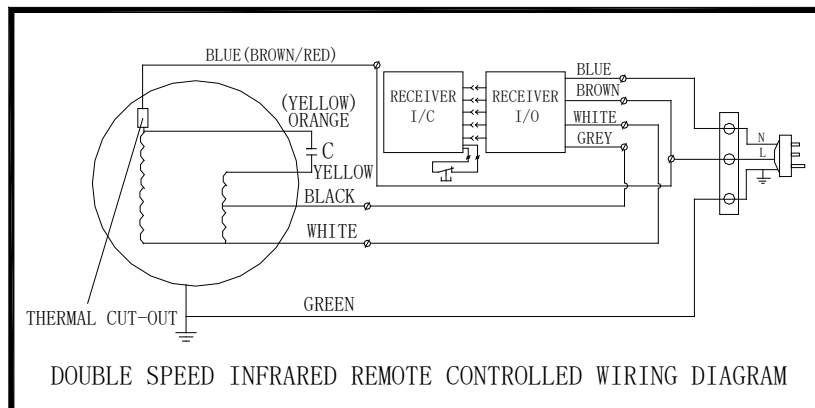 BLUE(BROWN/RED)
BLUE
BROWN
WHITE
GREY
RECEIVER
I/C
RECEIVER
I/O
(YELLOW)
ORANGE
C
YELLOW
BLACK
WHITE
N
L
GREEN
THERMAL CUT-OUT
DOUBLE SPEED INFRARED REMOTE CONTROLLED WIRING DIAGRAM